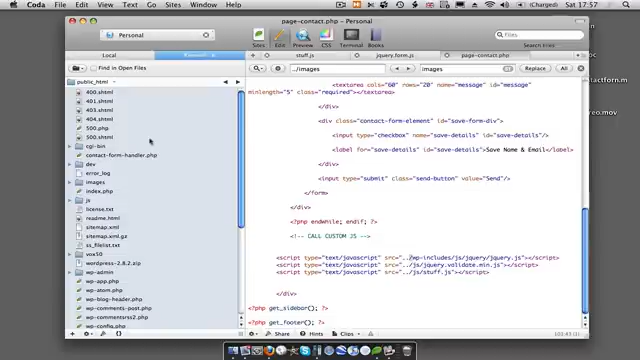 Coda File Edit View Text Go Sites Window Help (Charged) Sat 17:57
page-contact.php — Personal
Personal
Sites Edit Preview CSS Terminal Books
Files
Search Files
Local
stuff.js jquery.form.js page-contact.php
Find in Open Files ../images images Replace All
public_html
400.shtml
401.shtml
403.shtml
404.shtml
500.php
500.shtml
cgi-bin
contact-form-handler.php
dev
error_log
images
index.php
js
license.txt
readme.html
sitemap.xml
sitemap.xml.gz
ss_filelist.txt
vox50
wordpress-2.8.2.zip
wp-admin
wp-app.php
wp-atom.php
wp-blog-header.php
wp-comments-post.php
wp-commentsrss2.php
wp-config.php
<textarea cols="60" rows="20" name="message" id="message"
minlength="5" class="required"></textarea>
</div>
<div class="contact-form-element" id="save-form-div">
<input type="checkbox" name="save-details" id="save-details">
<label for="save-details" id="save-details">Save Name & Email</label>
</div>
<input type="submit" class="send-button" value="Send"/>
</form>
</div>
<?php endwhile; endif; ?>
<!-- CALL CUSTOM JS -->
<script type="text/javascript" src="../wp-includes/js/jquery/jquery.js"></script>
<script type="text/javascript" src="../js/jquery.validate.min.js"></script>
<script type="text/javascript" src="../js/stuff.js"></script>
</div>
<?php get_sidebar(); ?>
<?php get_footer(); ?>
Hints Clips